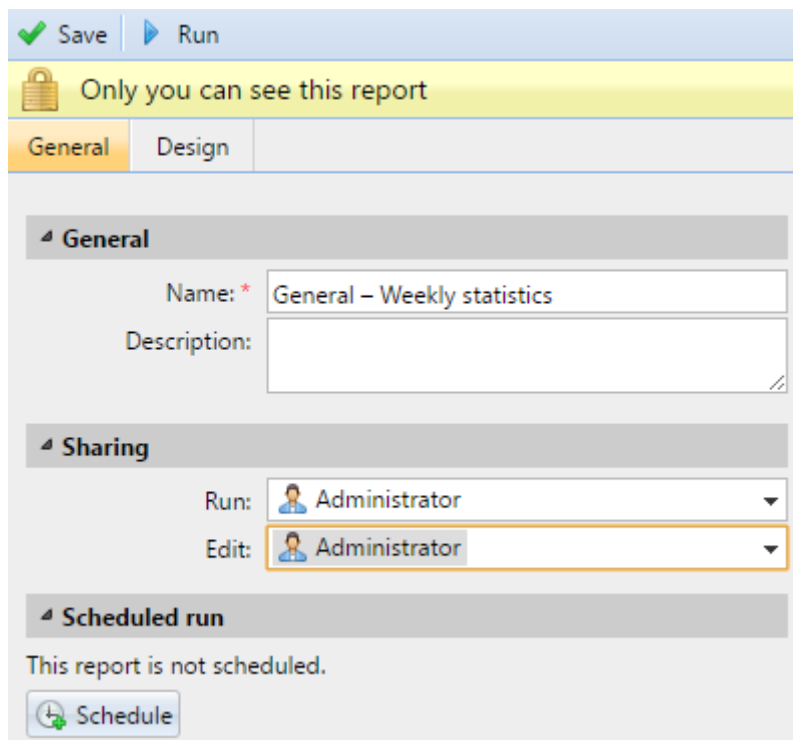 Save Run
Only you can see this report
General Design
General
Name: * General – Weekly statistics
Description:
Sharing
Run: Administrator
Edit: Administrator
Scheduled run
This report is not scheduled.
Schedule